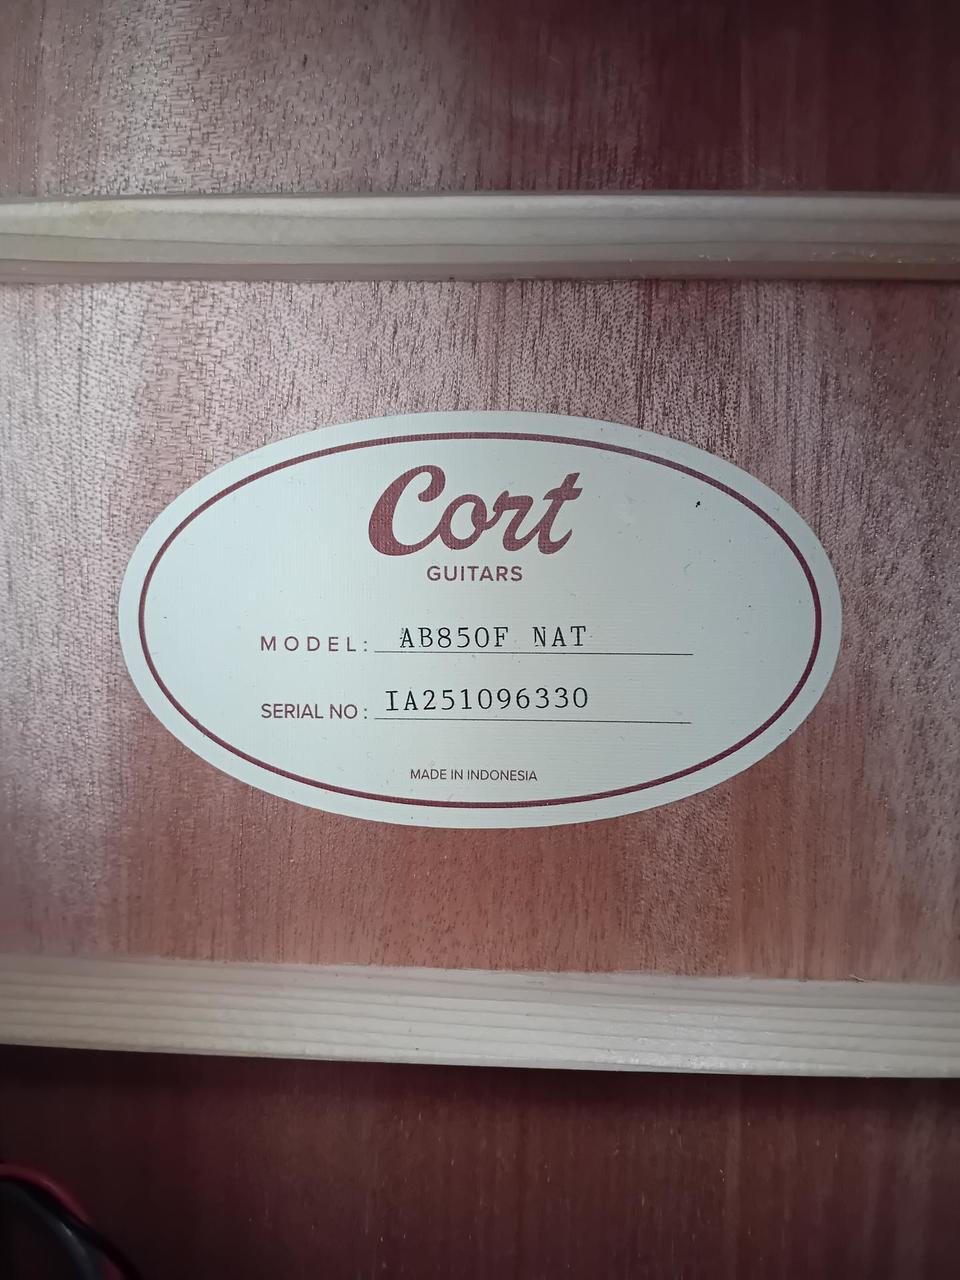 Cort
GUITARS
MODEL: AB850F NAT
SERIAL NO: IA251096330
MADE IN INDONESIA